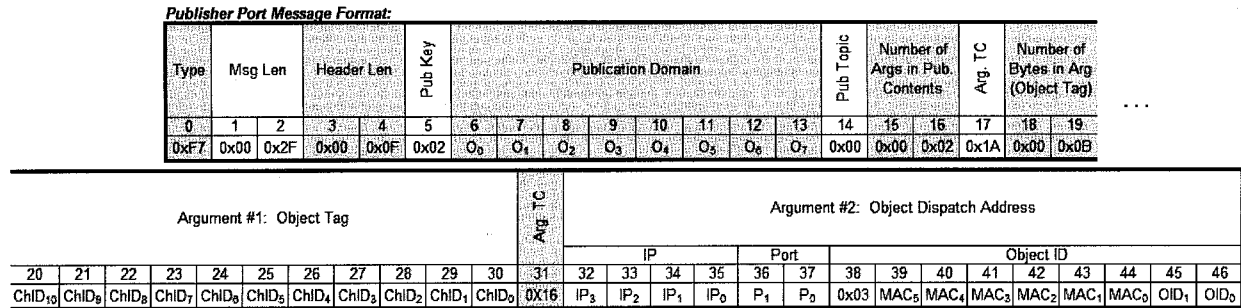 Publisher Port Message Format:
Type Msg Len Header Len Pub Key Publication Domain Pub Topic Number of Args in Pub. Contents Arg. TC Number of Bytes in Arg (Object Tag) ...
0 1 2 3 4 5 6 7 8 9 10 11 12 13 14 15 16 17 18 19
0xF7 0x00 0x2F 0x00 0x0F 0x02 O₀ O₁ O₂ O₃ O₄ O₅ O₆ O₇ 0x00 0x00 0x02 0x1A 0x00 0x0B
Argument #1: Object Tag Arg. TC Argument #2: Object Dispatch Address
IP Port Object ID
20 21 22 23 24 25 26 27 28 29 30 31 32 33 34 35 36 37 38 39 40 41 42 43 44 45 46
ChID₁₀ ChID₉ ChID₈ ChID₇ ChID₆ ChID₅ ChID₄ ChID₃ ChID₂ ChID₁ ChID₀ 0X16 IP₃ IP₂ IP₁ IP₀ P₁ P₀ 0x03 MAC₅ MAC₄ MAC₃ MAC₂ MAC₁ MAC₀ OID₁ OID₀